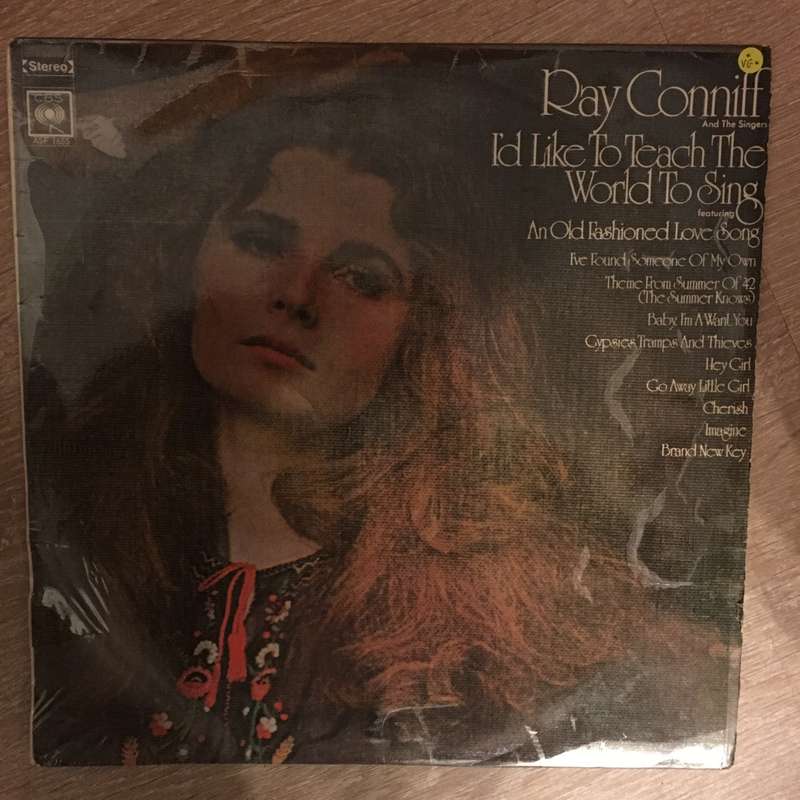 Stereo
CBS
ASF 1655
VG+
Ray Conniff
And The Singers
I'd Like To Teach The
World To Sing
featuring
An Old Fashioned Love Song
I've Found Someone Of My Own
Theme From Summer Of '42
(The Summer Knows)
Baby, I'm A Want You
Gypsies Tramps And Thieves
Hey Girl
Go Away Little Girl
Cherish
Imagine
Brand New Key